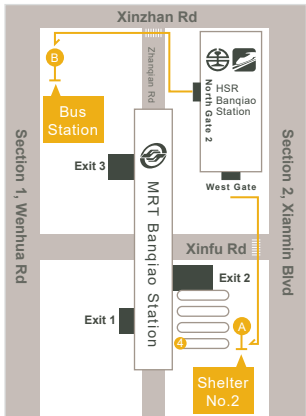 Xinzhan Rd
B
Zhanqian Rd
North Gate 2
HSR
Banqiao
Station
Bus
Station
Exit 3
West Gate
MRT Banqiao Station
Section 1, Wenhua Rd
Section 2, Xianmin Blvd
Xinfu Rd
Exit 2
Exit 1
4
A
Shelter
No.2